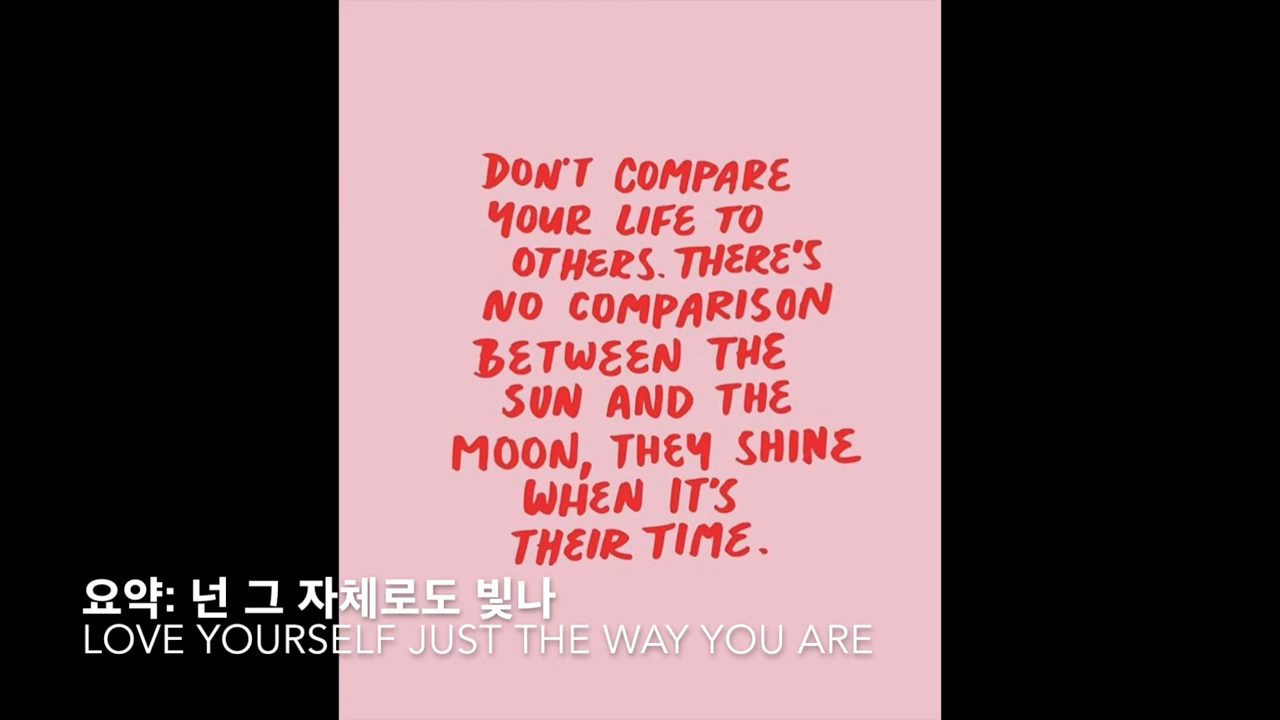 DON'T COMPARE
YOUR LIFE TO
OTHERS. THERE'S
NO COMPARISON
BETWEEN THE
SUN AND THE
MOON, THEY SHINE
WHEN IT'S
THEIR TIME.
요약: 넌 그 자체로도 빛나
LOVE YOURSELF JUST THE WAY YOU ARE